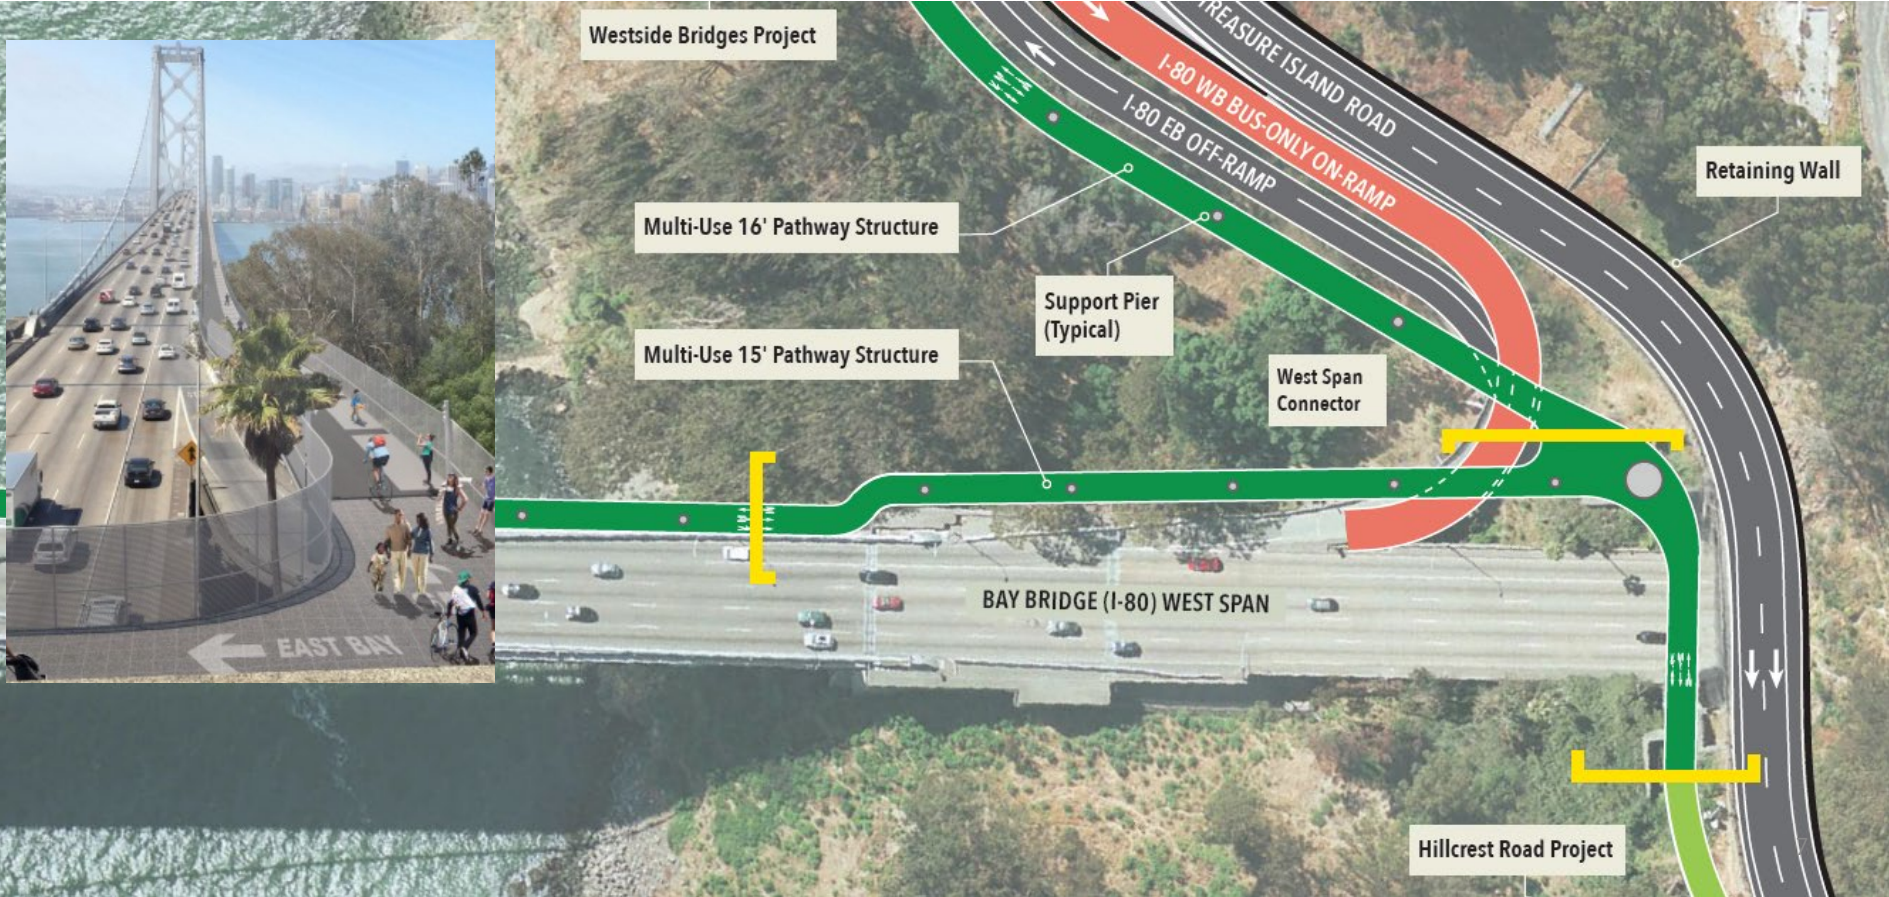 Westside Bridges Project
TREASURE ISLAND ROAD
I-80 WB BUS-ONLY ON-RAMP
I-80 EB OFF-RAMP
Retaining Wall
Multi-Use 16' Pathway Structure
Support Pier
(Typical)
Multi-Use 15' Pathway Structure
West Span
Connector
BAY BRIDGE (I-80) WEST SPAN
EAST BAY
Hillcrest Road Project
7